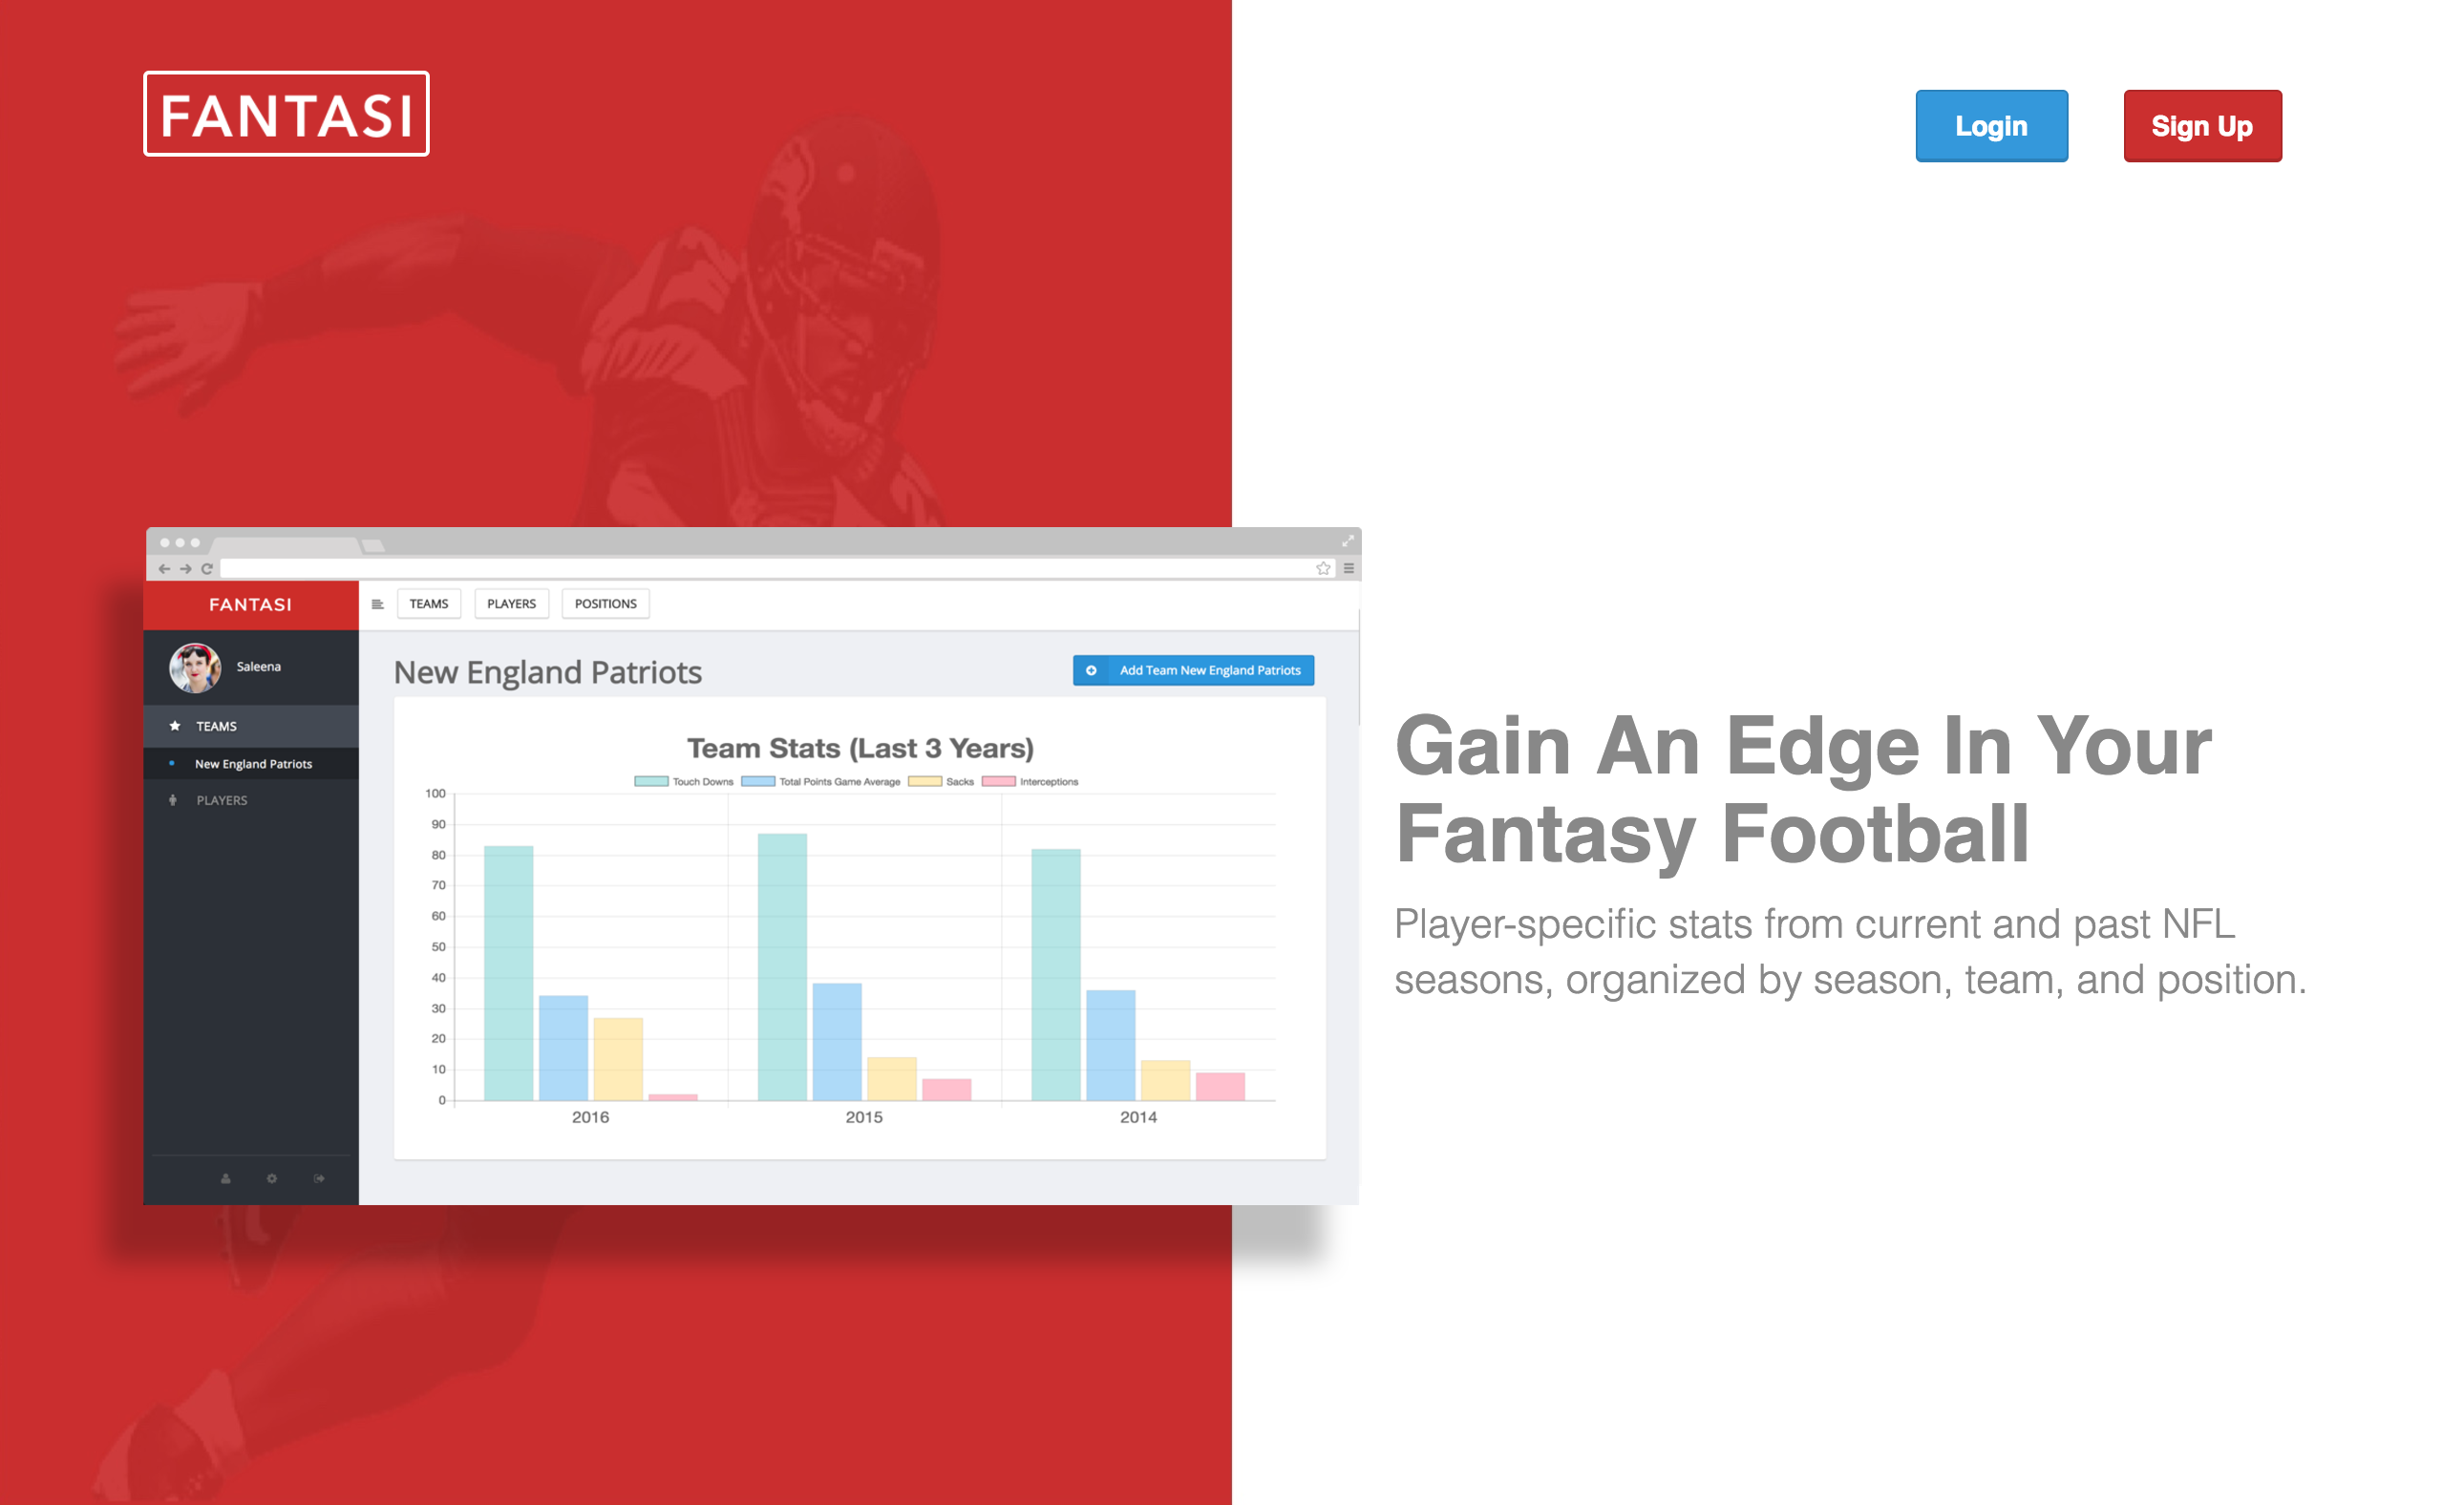 FANTASI
Login
Sign Up
FANTASI
TEAMS
PLAYERS
POSITIONS
Saleena
TEAMS
New England Patriots
PLAYERS
New England Patriots
Add Team New England Patriots
Team Stats (Last 3 Years)
Touch Downs
Total Points Game Average
Sacks
Interceptions
100
90
80
70
60
50
40
30
20
10
0
2016
2015
2014
Gain An Edge In Your
Fantasy Football
Player-specific stats from current and past NFL
seasons, organized by season, team, and position.